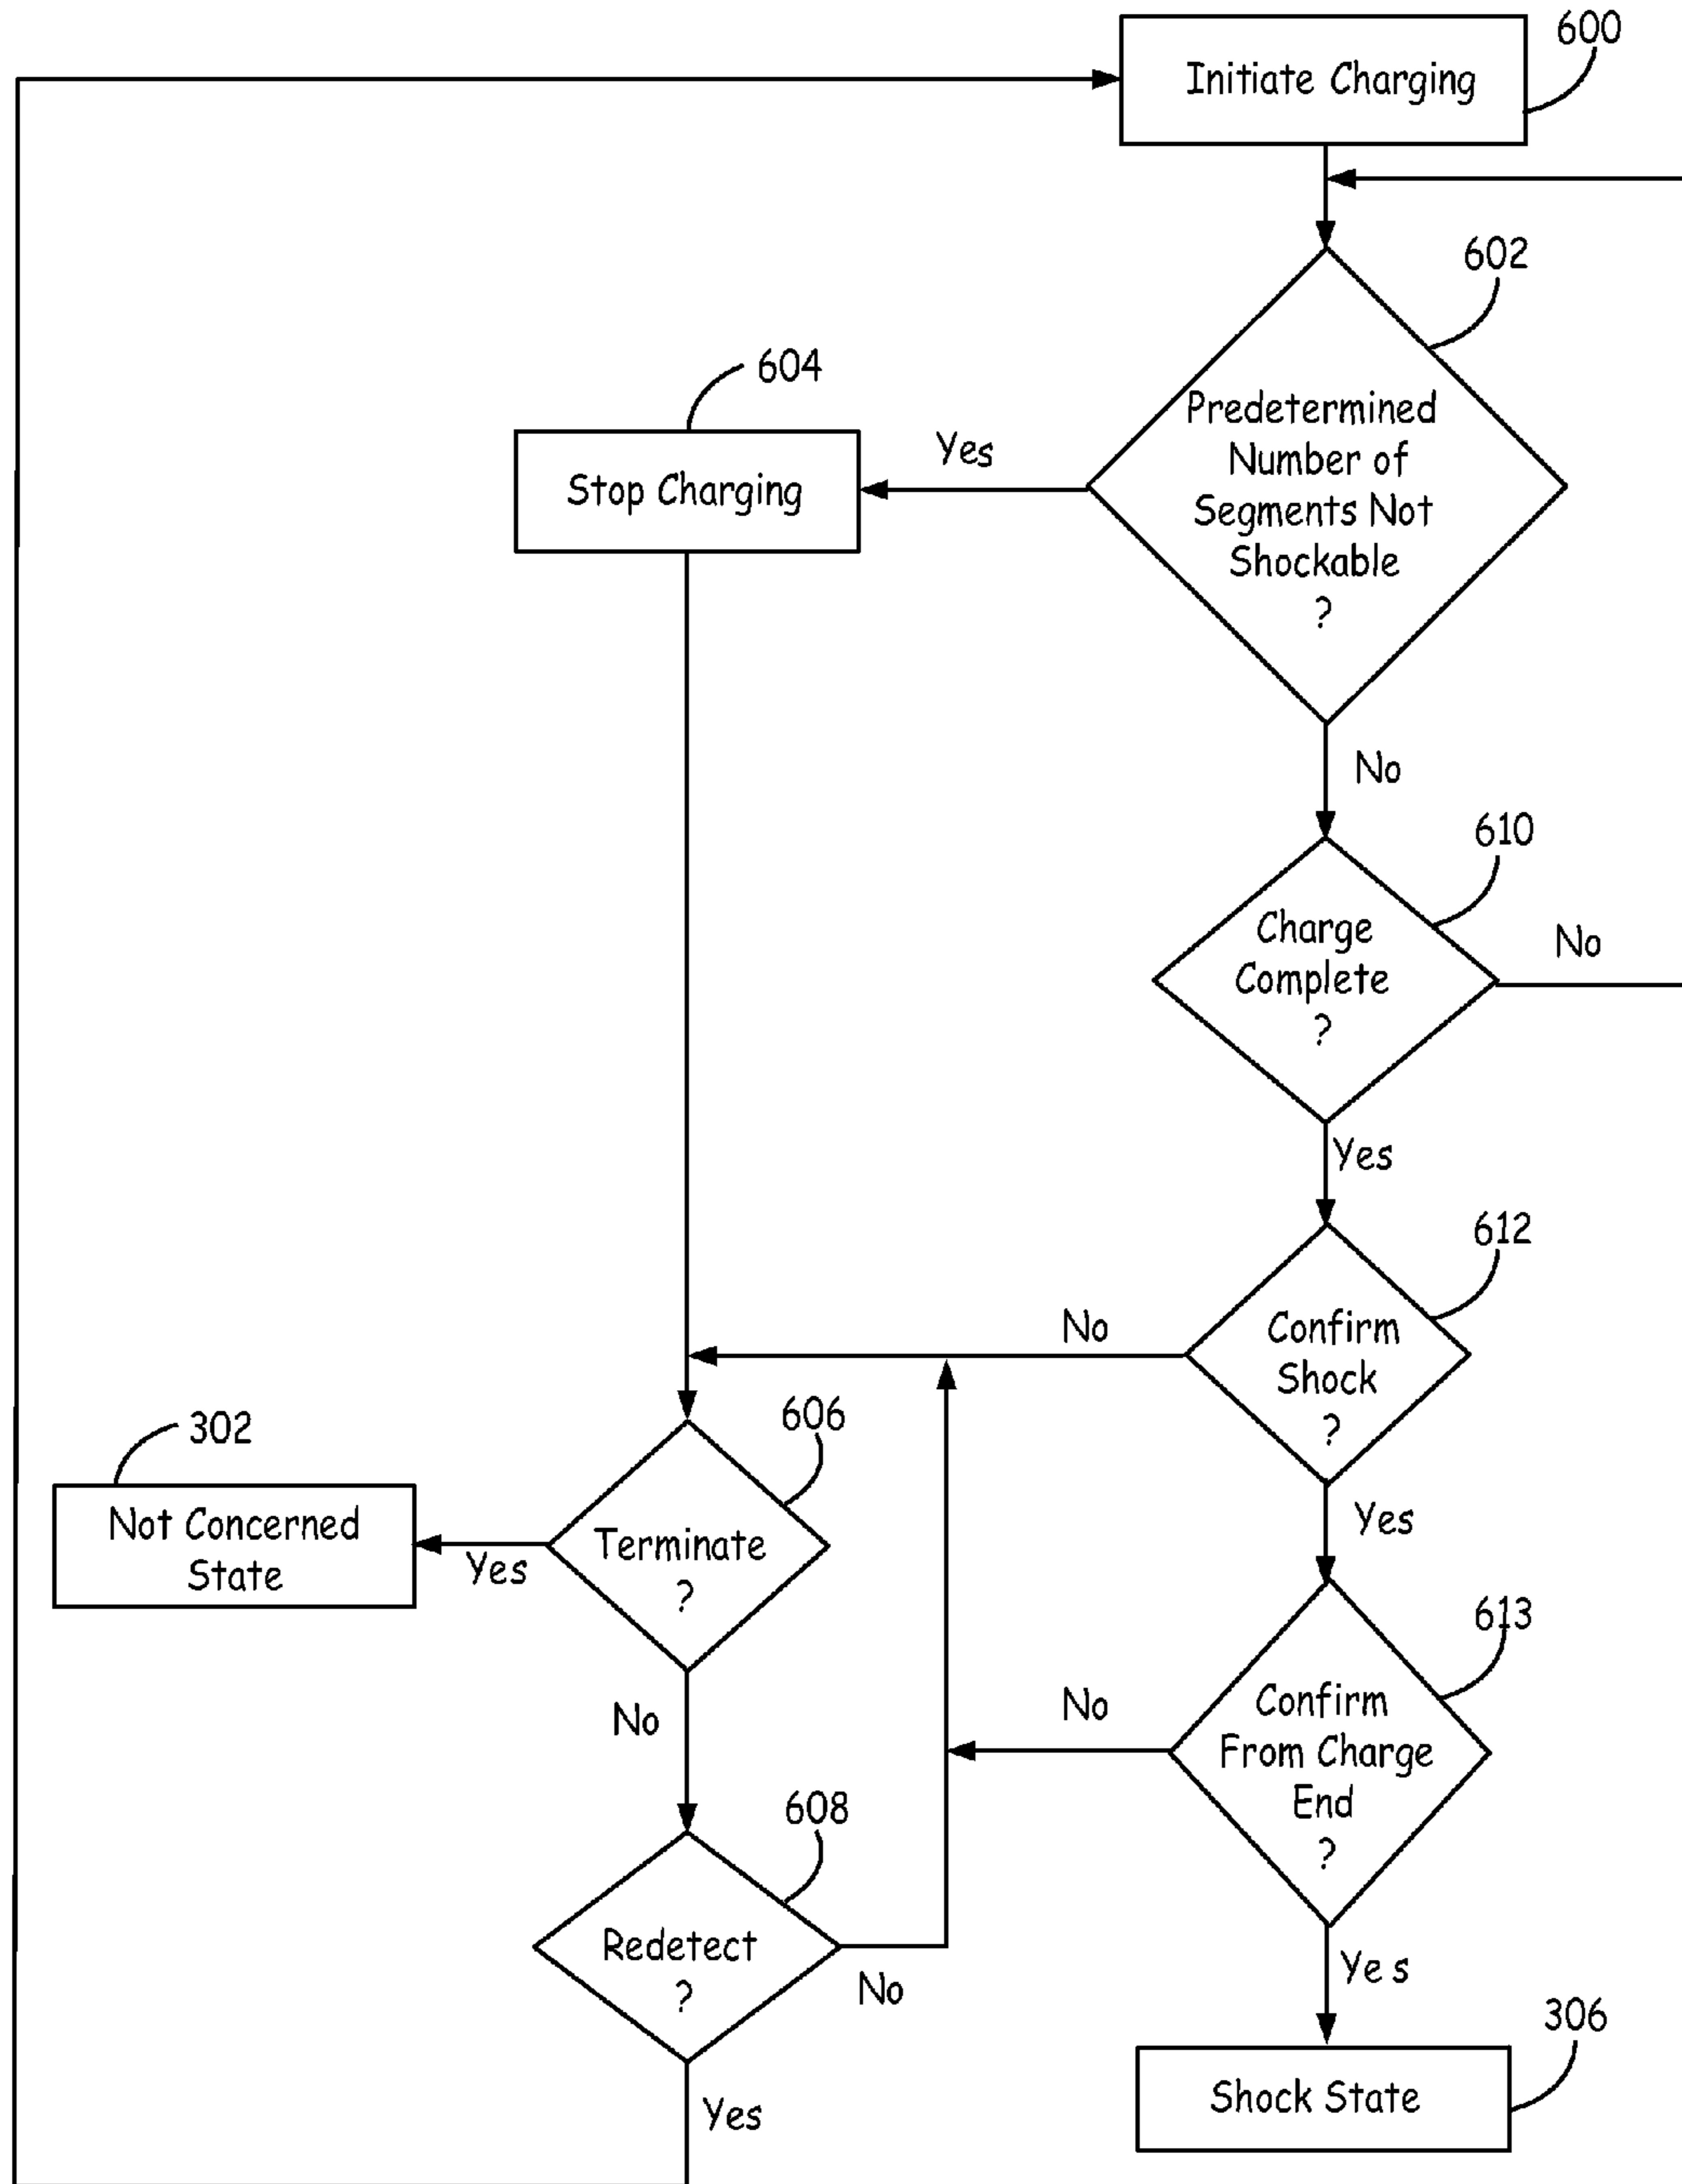 600
Initiate Charging
602
604
Predetermined
Number of
Segments Not
Shockable
?
Yes
Stop Charging
No
610
Charge
Complete
?
No
Yes
612
No
Confirm
Shock
?
302
606
Not Concerned
State
Yes
Terminate
?
Yes
613
No
No
Confirm
From Charge
End
?
608
Redetect
?
No
Yes
306
Shock State
Yes